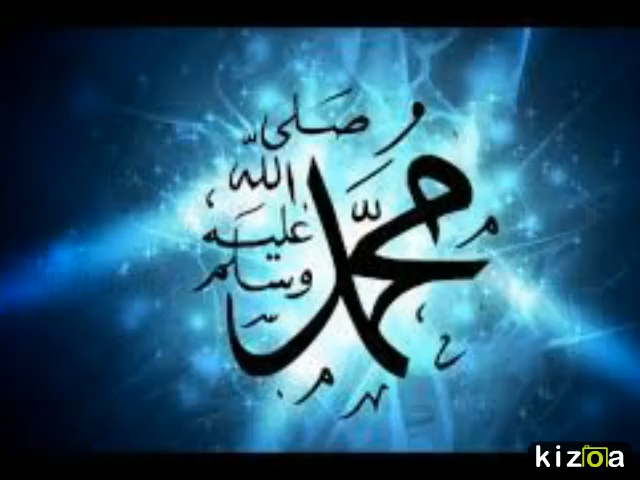 محمد
صلى
الله
عليه
وسلم
kizoa